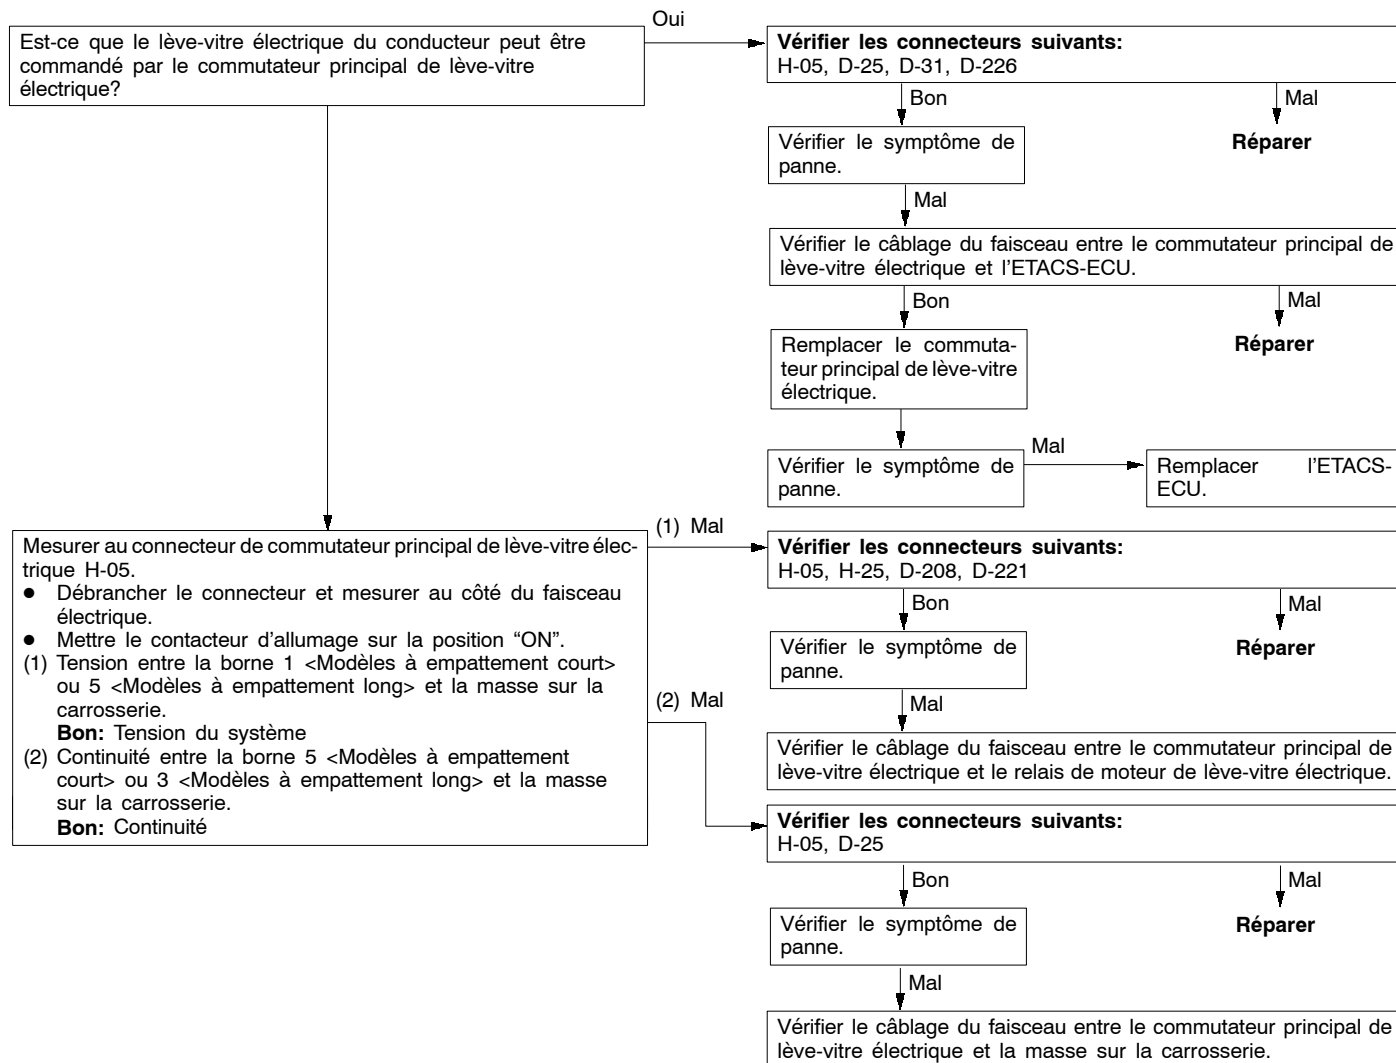 Oui
Est-ce que le lève-vitre électrique du conducteur peut être
commandé par le commutateur principal de lève-vitre
électrique?
Vérifier les connecteurs suivants:
H-05, D-25, D-31, D-226
Bon
Mal
Vérifier le symptôme de
panne.
Réparer
Mal
Vérifier le câblage du faisceau entre le commutateur principal de
lève-vitre électrique et l'ETACS-ECU.
Bon
Mal
Remplacer le commuta-
teur principal de lève-vitre
électrique.
Réparer
Vérifier le symptôme de
panne.
Mal
Remplacer l'ETACS-
ECU.
Mesurer au connecteur de commutateur principal de lève-vitre élec-
trique H-05.
● Débrancher le connecteur et mesurer au côté du faisceau
électrique.
● Mettre le contacteur d'allumage sur la position “ON”.
(1) Tension entre la borne 1 <Modèles à empattement court>
ou 5 <Modèles à empattement long> et la masse sur la
carrosserie.
Bon: Tension du système
(2) Continuité entre la borne 5 <Modèles à empattement
court> ou 3 <Modèles à empattement long> et la masse
sur la carrosserie.
Bon: Continuité
(1) Mal
Vérifier les connecteurs suivants:
H-05, H-25, D-208, D-221
Bon
Mal
Vérifier le symptôme de
panne.
Réparer
Mal
Vérifier le câblage du faisceau entre le commutateur principal de
lève-vitre électrique et le relais de moteur de lève-vitre électrique.
(2) Mal
Vérifier les connecteurs suivants:
H-05, D-25
Bon
Mal
Vérifier le symptôme de
panne.
Réparer
Mal
Vérifier le câblage du faisceau entre le commutateur principal de
lève-vitre électrique et la masse sur la carrosserie.